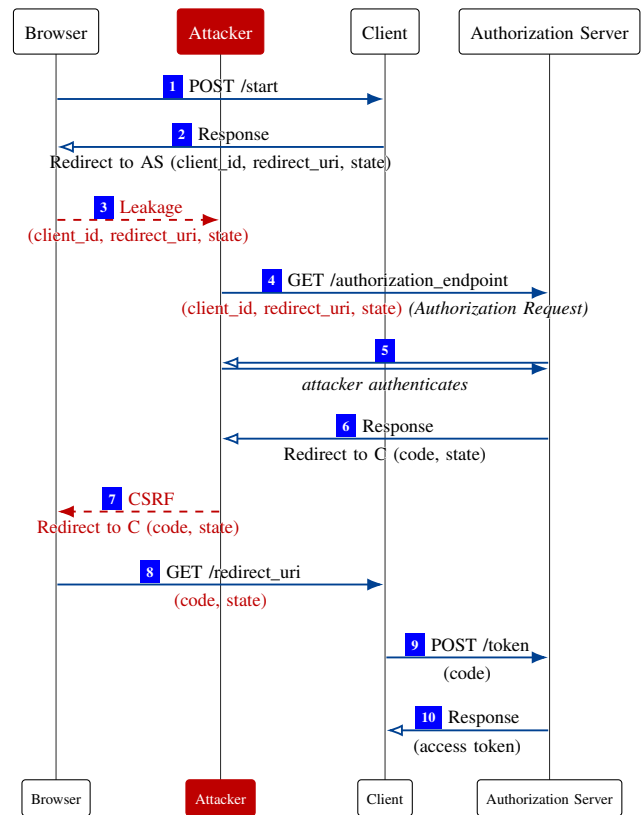 Browser
Attacker
Client
Authorization Server
1 POST /start
2 Response
Redirect to AS (client_id, redirect_uri, state)
3 Leakage
(client_id, redirect_uri, state)
4 GET /authorization_endpoint
(client_id, redirect_uri, state) (Authorization Request)
5
attacker authenticates
6 Response
Redirect to C (code, state)
7 CSRF
Redirect to C (code, state)
8 GET /redirect_uri
(code, state)
9 POST /token
(code)
10 Response
(access token)
Browser
Attacker
Client
Authorization Server